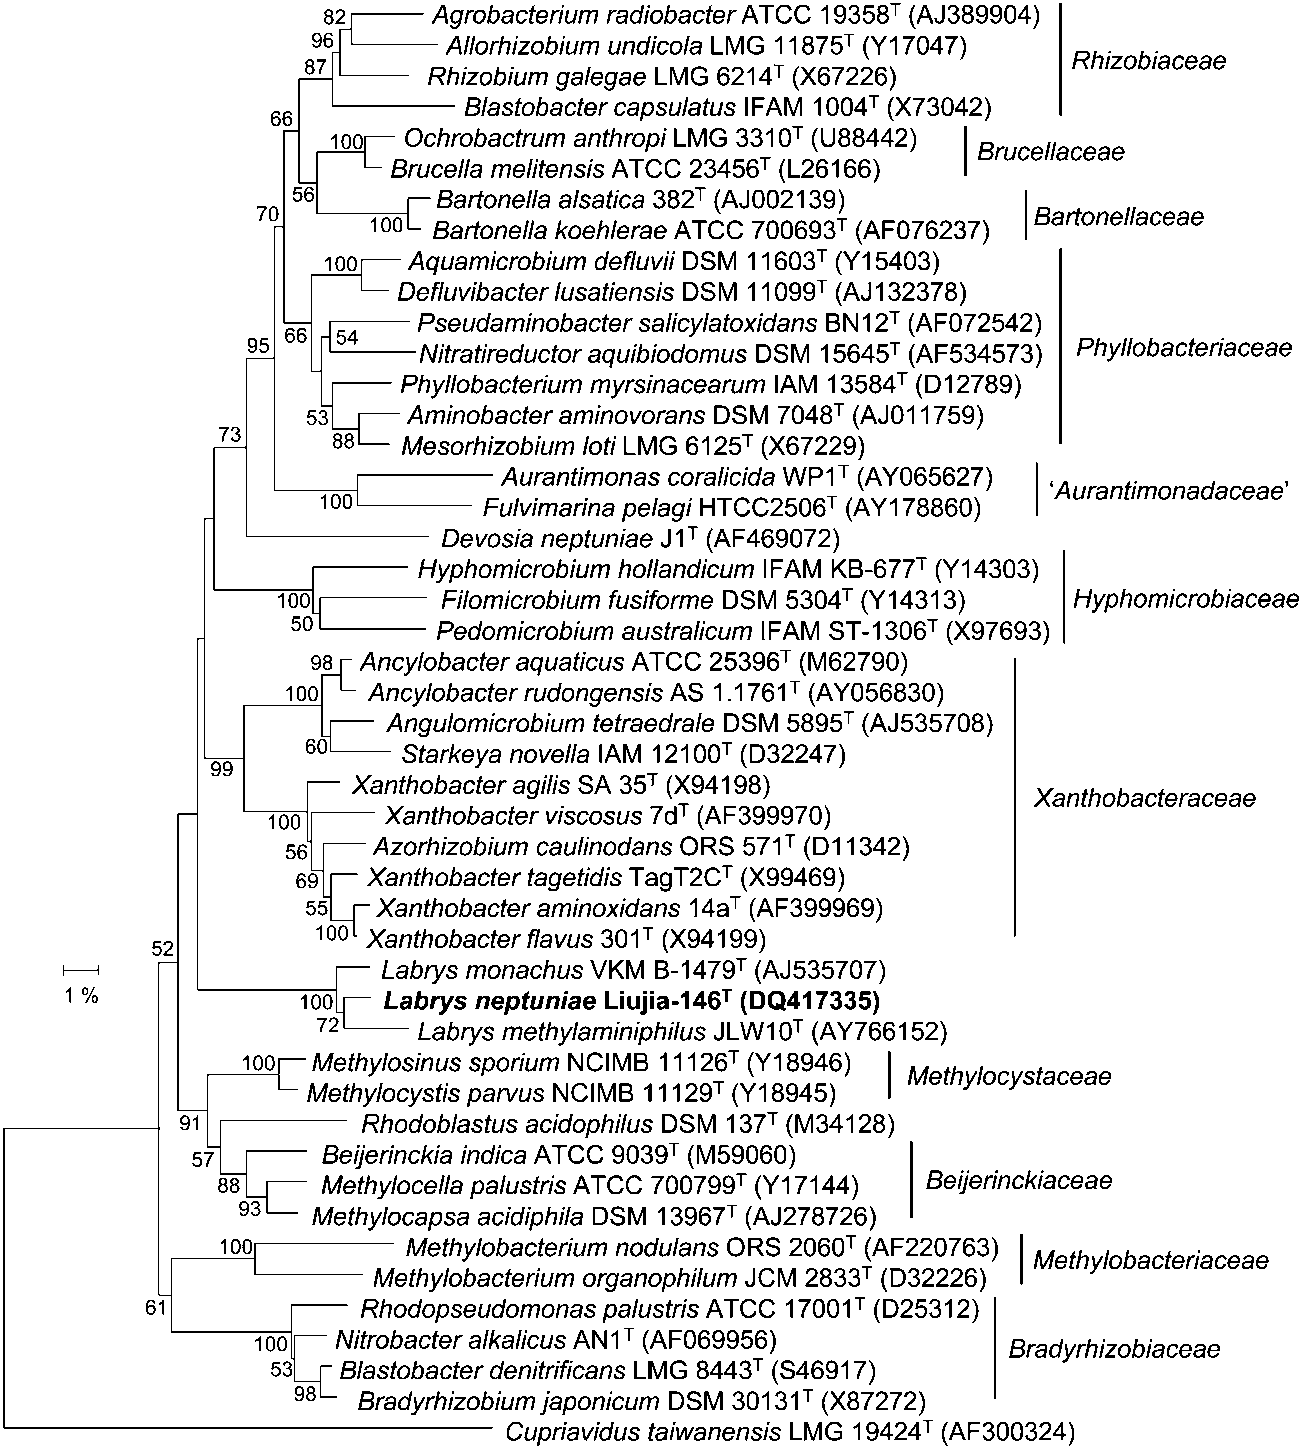 82 Agrobacterium radiobacter ATCC 19358T (AJ389904)
96 Allorhizobium undicola LMG 11875T (Y17047)
Rhizobiaceae
87 Rhizobium galegae LMG 6214T (X67226)
Blastobacter capsulatus IFAM 1004T (X73042)
66
100 Ochrobactrum anthropi LMG 3310T (U88442)
Brucellaceae
Brucella melitensis ATCC 23456T (L26166)
56 Bartonella alsatica 382T (AJ002139)
70 Bartonellaceae
100 Bartonella koehlerae ATCC 700693T (AF076237)
100 Aquamicrobium defluvii DSM 11603T (Y15403)
Defluvibacter lusatiensis DSM 11099T (AJ132378)
Pseudaminobacter salicylatoxidans BN12T (AF072542)
66 54
95 Nitratireductor aquibiodomus DSM 15645T (AF534573)
Phyllobacteriaceae
Phyllobacterium myrsinacearum IAM 13584T (D12789)
53 Aminobacter aminovorans DSM 7048T (AJ011759)
73 88 Mesorhizobium loti LMG 6125T (X67229)
Aurantimonas coralicida WP1T (AY065627)
‘Aurantimonadaceae’
100 Fulvimarina pelagi HTCC2506T (AY178860)
Devosia neptuniae J1T (AF469072)
Hyphomicrobium hollandicum IFAM KB-677T (Y14303)
100 Filomicrobium fusiforme DSM 5304T (Y14313)
Hyphomicrobiaceae
50 Pedomicrobium australicum IFAM ST-1306T (X97693)
98 Ancylobacter aquaticus ATCC 25396T (M62790)
100 Ancylobacter rudongensis AS 1.1761T (AY056830)
Angulomicrobium tetraedrale DSM 5895T (AJ535708)
60 Starkeya novella IAM 12100T (D32247)
99
Xanthobacter agilis SA 35T (X94198)
Xanthobacteraceae
100 Xanthobacter viscosus 7dT (AF399970)
56 Azorhizobium caulinodans ORS 571T (D11342)
69 Xanthobacter tagetidis TagT2CT (X99469)
55 Xanthobacter aminoxidans 14aT (AF399969)
100 Xanthobacter flavus 301T (X94199)
52
Labrys monachus VKM B-1479T (AJ535707)
1 %
100 Labrys neptuniae Liujia-146T (DQ417335)
72 Labrys methylaminiphilus JLW10T (AY766152)
100 Methylosinus sporium NCIMB 11126T (Y18946)
Methylocystaceae
Methylocystis parvus NCIMB 11129T (Y18945)
91 Rhodoblastus acidophilus DSM 137T (M34128)
57 Beijerinckia indica ATCC 9039T (M59060)
88 Methylocella palustris ATCC 700799T (Y17144)
Beijerinckiaceae
93 Methylocapsa acidiphila DSM 13967T (AJ278726)
100 Methylobacterium nodulans ORS 2060T (AF220763)
Methylobacteriaceae
Methylobacterium organophilum JCM 2833T (D32226)
61 Rhodopseudomonas palustris ATCC 17001T (D25312)
100 Nitrobacter alkalicus AN1T (AF069956)
Bradyrhizobiaceae
53 Blastobacter denitrificans LMG 8443T (S46917)
98 Bradyrhizobium japonicum DSM 30131T (X87272)
Cupriavidus taiwanensis LMG 19424T (AF300324)